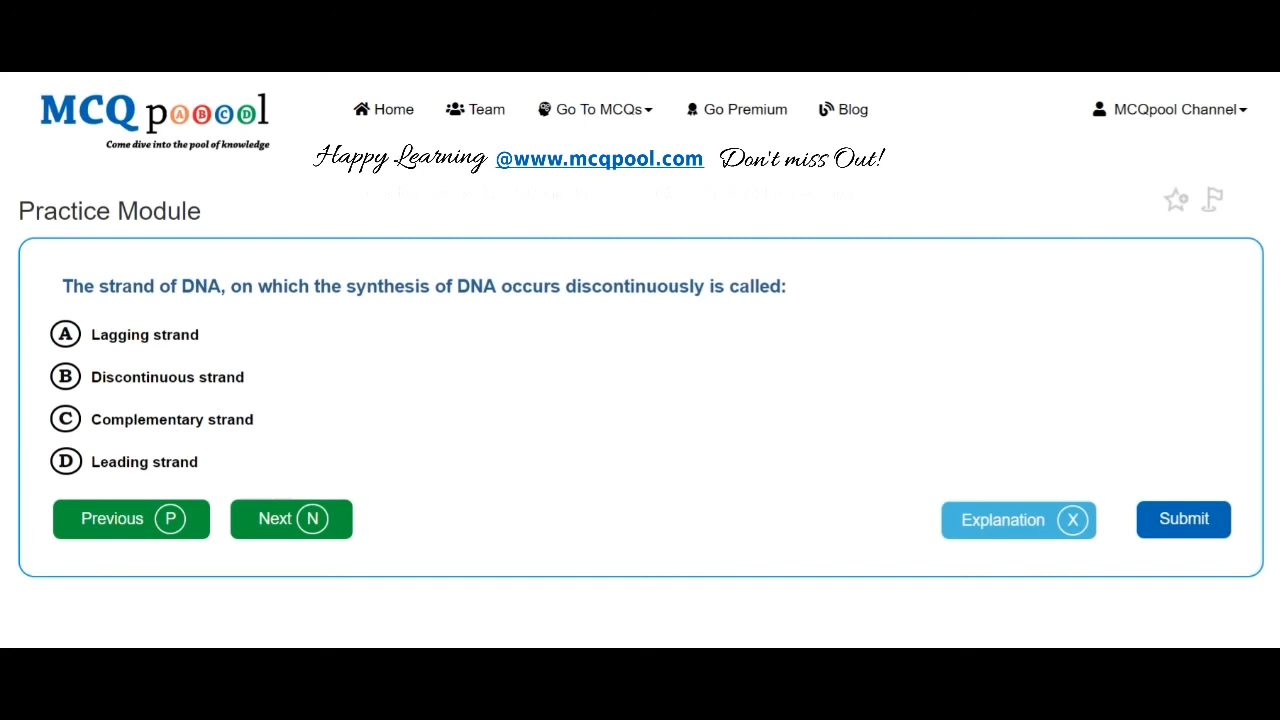 MCQ pABCDl
Come dive into the pool of knowledge
Home Team Go To MCQs Go Premium Blog MCQpool Channel
Happy Learning @www.mcqpool.com Don't miss Out!
Practice Module
The strand of DNA, on which the synthesis of DNA occurs discontinuously is called:
A Lagging strand
B Discontinuous strand
C Complementary strand
D Leading strand
Previous P Next N Explanation X Submit